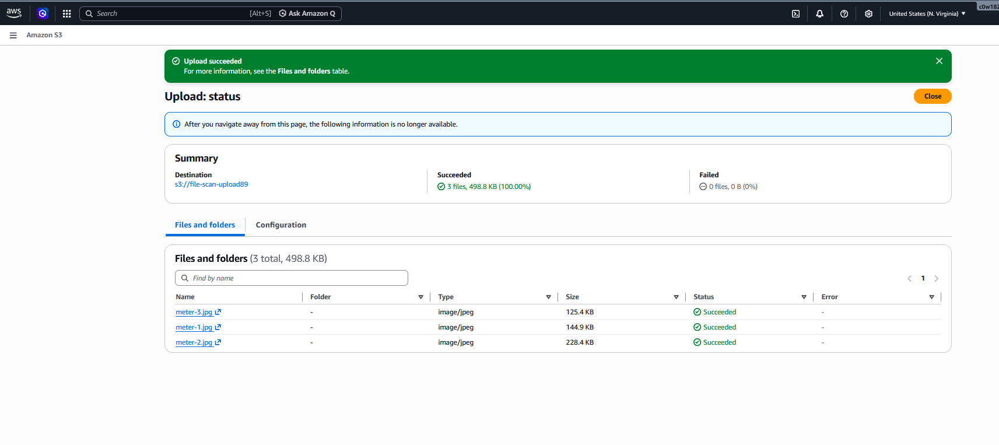 aws
Search [Alt+S] Ask Amazon Q
United States (N. Virginia)
c0w182
Amazon S3
Upload succeeded
For more information, see the Files and folders table.
Upload: status
Close
After you navigate away from this page, the following information is no longer available.
Summary
Destination
s3://file-scan-upload89
Succeeded
3 files, 498.8 KB (100.00%)
Failed
0 files, 0 B (0%)
Files and folders Configuration
Files and folders (3 total, 498.8 KB)
Find by name
1
Name Folder Type Size Status Error
meter-3.jpg - image/jpeg 125.4 KB Succeeded -
meter-1.jpg - image/jpeg 144.9 KB Succeeded -
meter-2.jpg - image/jpeg 228.4 KB Succeeded -